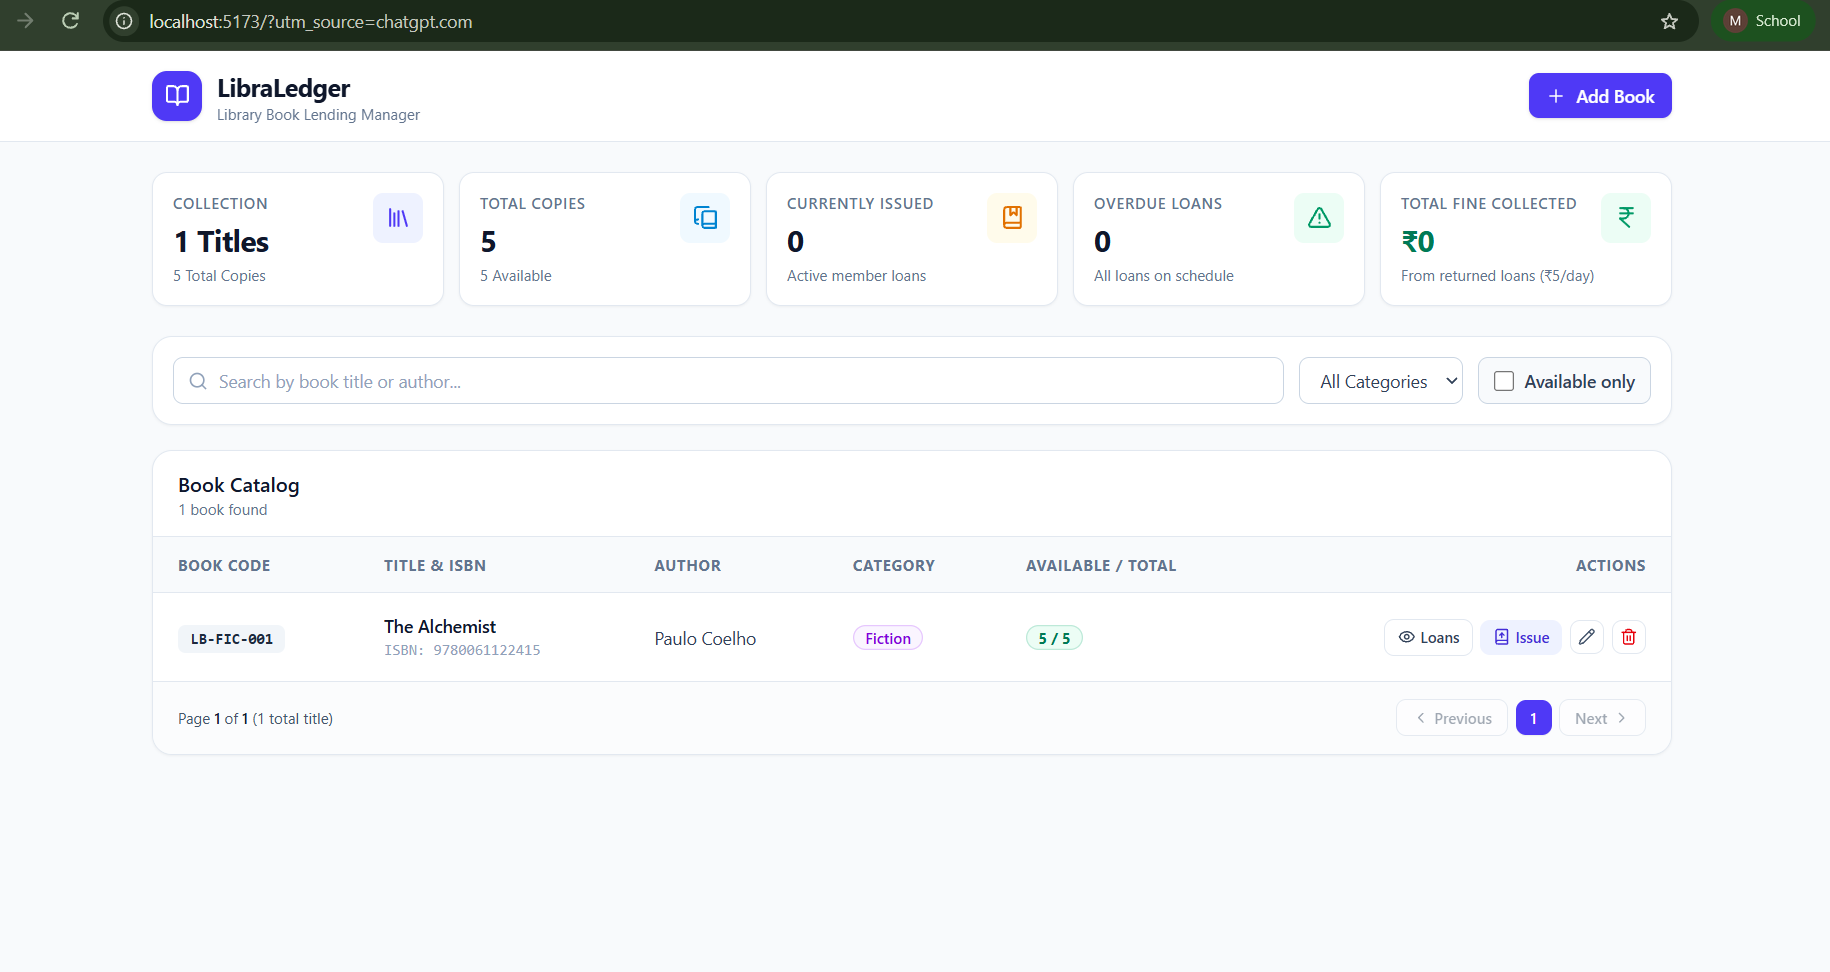 localhost:5173/?utm_source=chatgpt.com
M School
LibraLedger
Library Book Lending Manager
+ Add Book
COLLECTION
1 Titles
5 Total Copies
TOTAL COPIES
5
5 Available
CURRENTLY ISSUED
0
Active member loans
OVERDUE LOANS
0
All loans on schedule
TOTAL FINE COLLECTED
₹0
From returned loans (₹5/day)
₹
Search by book title or author...
All Categories
Available only
Book Catalog
1 book found
BOOK CODE TITLE & ISBN AUTHOR CATEGORY AVAILABLE / TOTAL ACTIONS
LB-FIC-001
The Alchemist
ISBN: 9780061122415
Paulo Coelho
Fiction
5 / 5
Loans
Issue
Page 1 of 1 (1 total title)
Previous
1
Next